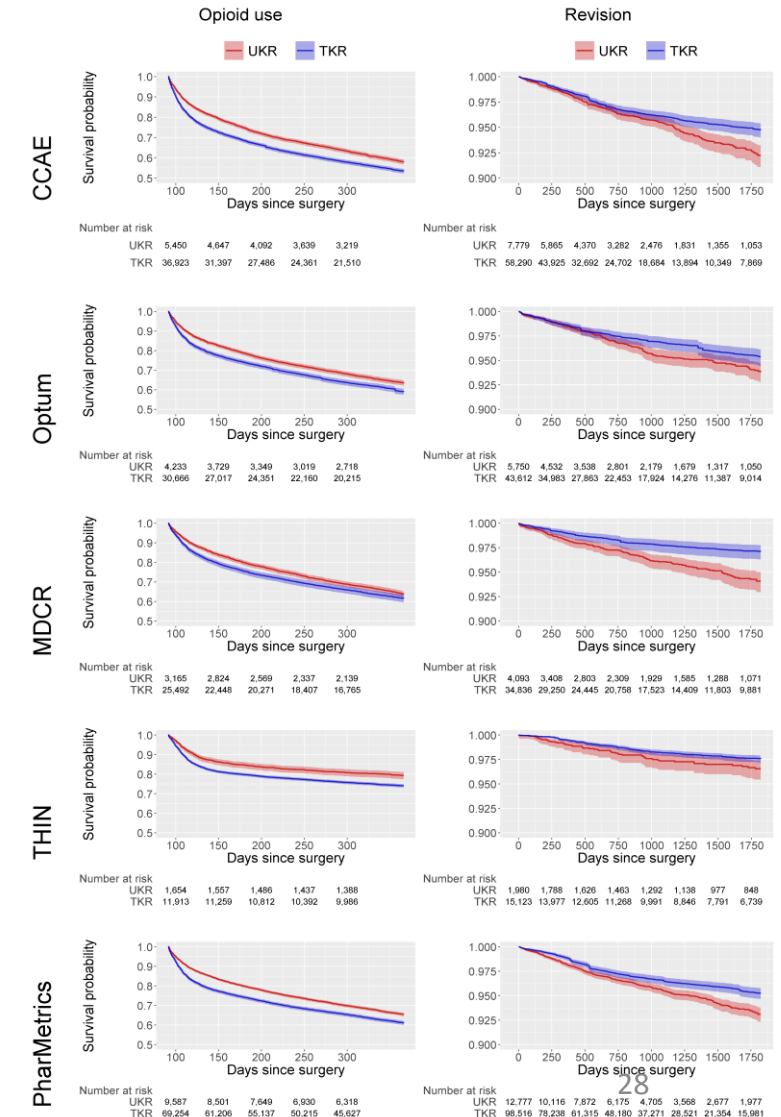 Opioid use
Revision
UKR TKR
UKR TKR
CCAE
Survival probability
1.0
0.9
0.8
0.7
0.6
0.5
100 150 200 250 300
Days since surgery
1.000
0.975
0.950
0.925
0.900
0 250 500 750 1000 1250 1500 1750
Days since surgery
Number at risk
UKR 5,450 4,647 4,092 3,639 3,219
TKR 36,923 31,397 27,486 24,361 21,510
Number at risk
UKR 7,779 5,865 4,370 3,282 2,476 1,831 1,355 1,053
TKR 58,290 43,925 32,692 24,702 18,684 13,894 10,349 7,869
Optum
Survival probability
1.0
0.9
0.8
0.7
0.6
0.5
100 150 200 250 300
Days since surgery
1.000
0.975
0.950
0.925
0.900
0 250 500 750 1000 1250 1500 1750
Days since surgery
Number at risk
UKR 4,233 3,729 3,349 3,019 2,718
TKR 30,666 27,017 24,351 22,160 20,215
Number at risk
UKR 5,750 4,532 3,538 2,801 2,179 1,679 1,317 1,050
TKR 43,612 34,983 27,863 22,453 17,924 14,276 11,387 9,014
MDCR
Survival probability
1.0
0.9
0.8
0.7
0.6
0.5
100 150 200 250 300
Days since surgery
1.000
0.975
0.950
0.925
0.900
0 250 500 750 1000 1250 1500 1750
Days since surgery
Number at risk
UKR 3,165 2,824 2,569 2,337 2,139
TKR 25,492 22,448 20,271 18,407 16,765
Number at risk
UKR 4,093 3,408 2,803 2,309 1,929 1,585 1,288 1,071
TKR 34,836 29,250 24,445 20,758 17,523 14,409 11,803 9,881
THIN
Survival probability
1.0
0.9
0.8
0.7
0.6
0.5
100 150 200 250 300
Days since surgery
1.000
0.975
0.950
0.925
0.900
0 250 500 750 1000 1250 1500 1750
Days since surgery
Number at risk
UKR 1,654 1,557 1,486 1,437 1,388
TKR 11,913 11,259 10,812 10,392 9,986
Number at risk
UKR 1,980 1,788 1,626 1,463 1,292 1,138 977 848
TKR 15,123 13,977 12,605 11,268 9,991 8,846 7,791 6,739
PharMetrics
Survival probability
1.0
0.9
0.8
0.7
0.6
0.5
100 150 200 250 300
Days since surgery
1.000
0.975
0.950
0.925
0.900
0 250 500 750 1000 1250 1500 1750
Days since surgery
28
Number at risk
UKR 9,587 8,501 7,649 6,930 6,318
TKR 69,254 61,206 55,137 50,215 45,627
Number at risk
UKR 12,777 10,116 7,872 6,175 4,705 3,568 2,677 1,977
TKR 98,516 78,238 61,315 48,180 37,271 28,521 21,354 15,981